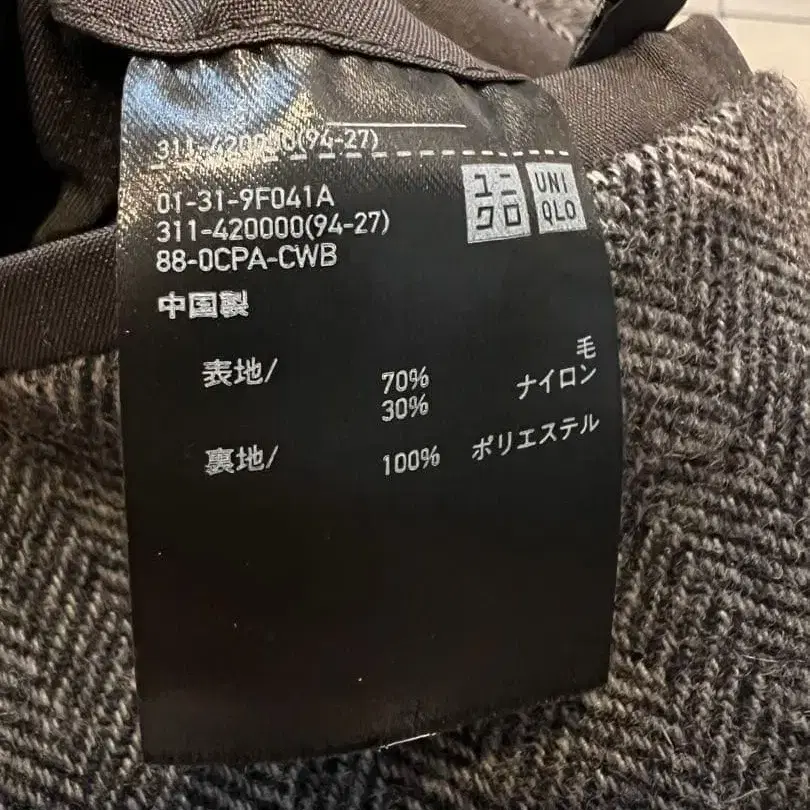 311-420000(94-27)
01-31-9F041A
311-420000(94-27)
88-0CPA-CWB
ユニクロ
UNIQLO
中国製
表地/ 70% 毛
30% ナイロン
裏地/ 100% ポリエステル